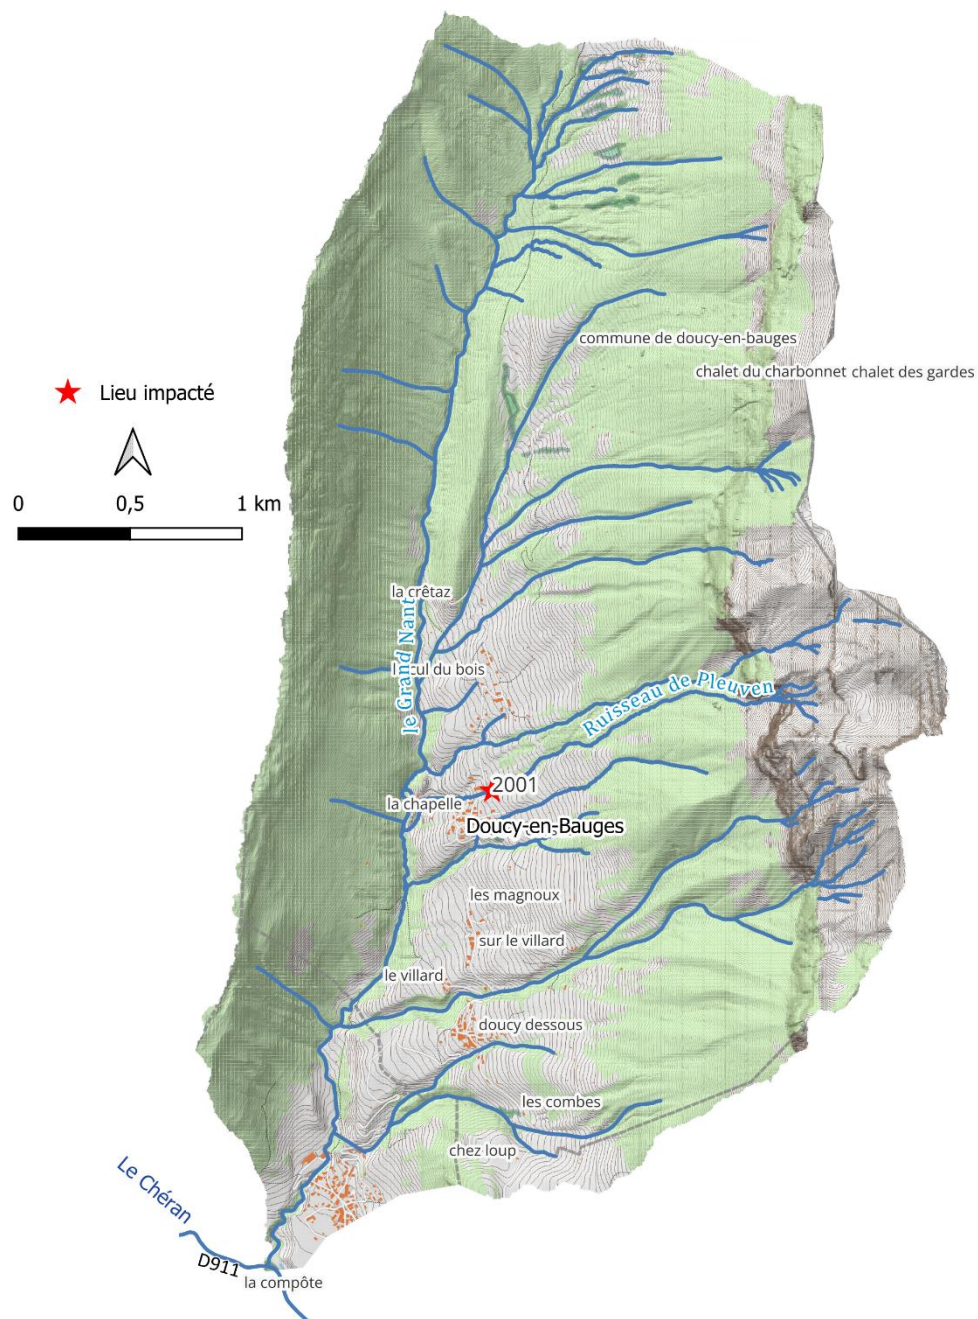 commune de doucy-en-bauges
chalet du charbonnet chalet des gardes
Lieu impacté
0 0,5 1 km
la crêtaz
le Grand Nant
cul du bois
Ruisseau de Pleuven
2001
la chapelle
Doucy-en-Bauges
les magnoux
sur le villard
le villard
doucy dessous
les combes
chez loup
Le Chéran
D911
la compôte